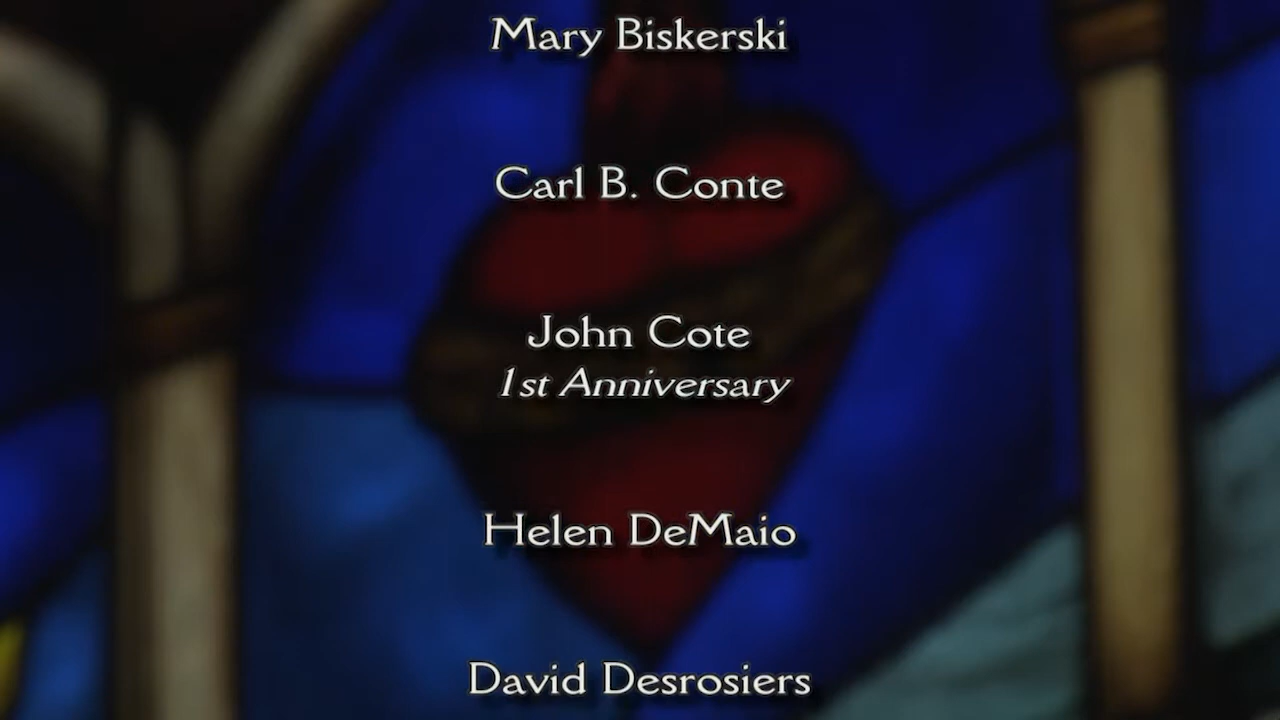 Mary Biskerski
Carl B. Conte
John Cote
1st Anniversary
Helen DeMaio
David Desrosiers